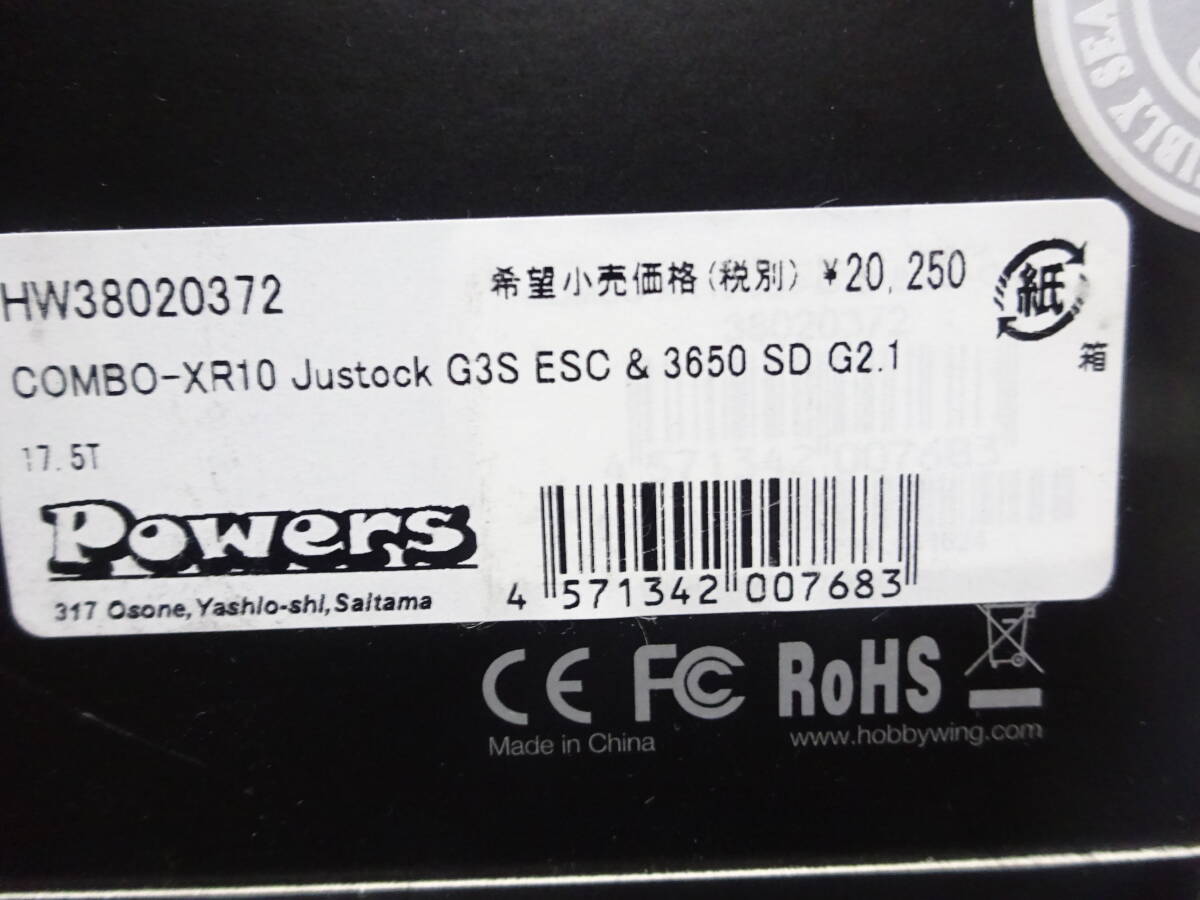 HW38020372
希望小売価格(税別) ¥20,250
紙
箱
COMBO-XR10 Justock G3S ESC & 3650 SD G2.1
17.5T
Powers
317 Osone, Yashio-shi, Saitama
4 571342 007683
CE FC RoHS
Made in China
www.hobbywing.com